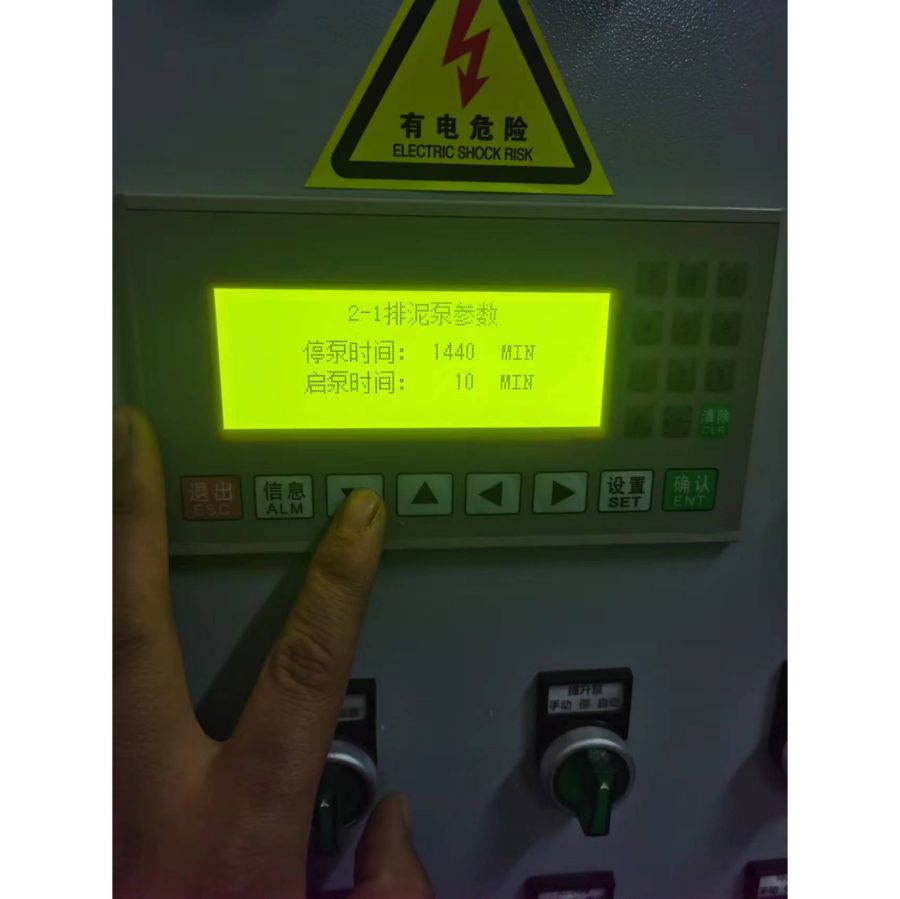 有电危险
ELECTRIC SHOCK RISK
2-1排泥泵参数
停泵时间: 1440 MIN
启泵时间: 10 MIN
清除
CLR
退出
ESC
信息
ALM
设置
SET
确认
ENT
提升泵
手动 停 自动